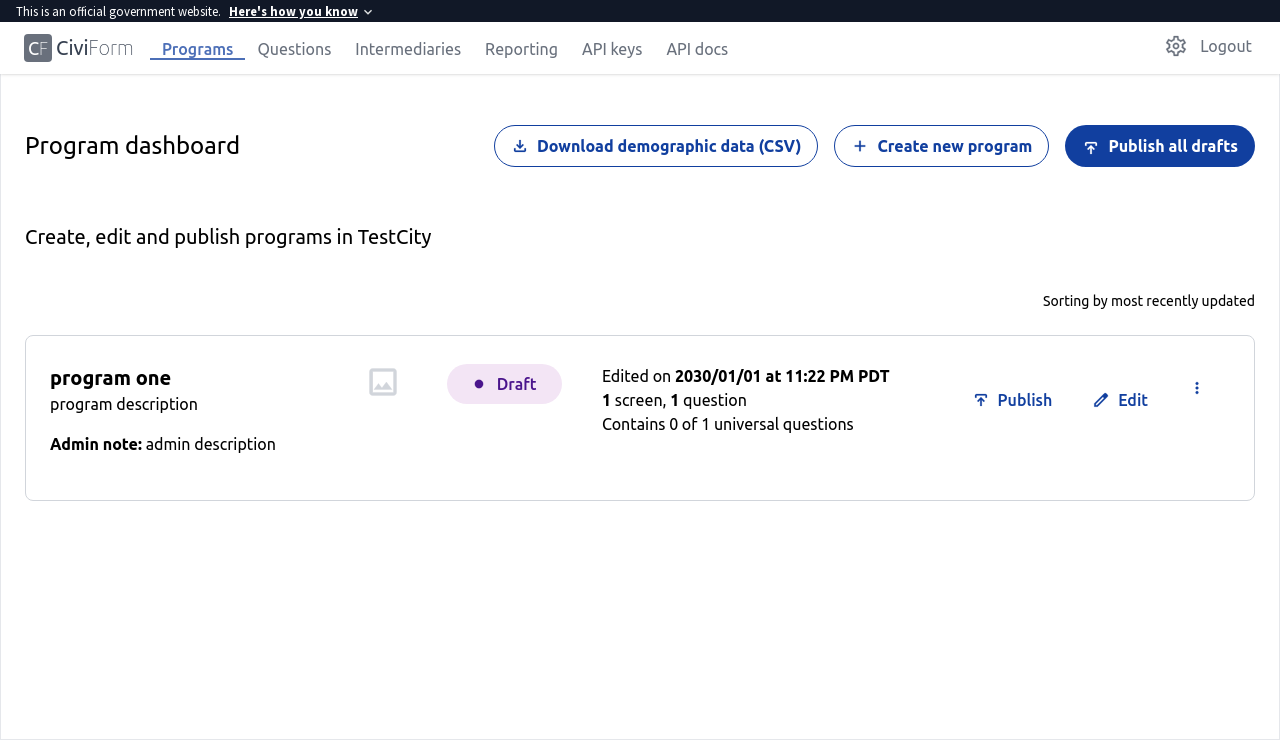 This is an official government website. Here's how you know
CF CiviForm Programs Questions Intermediaries Reporting API keys API docs Logout
Program dashboard Download demographic data (CSV) Create new program Publish all drafts
Create, edit and publish programs in TestCity
Sorting by most recently updated
program one
program description
Admin note: admin description
Draft
Edited on 2030/01/01 at 11:22 PM PDT
1 screen, 1 question
Contains 0 of 1 universal questions
Publish Edit